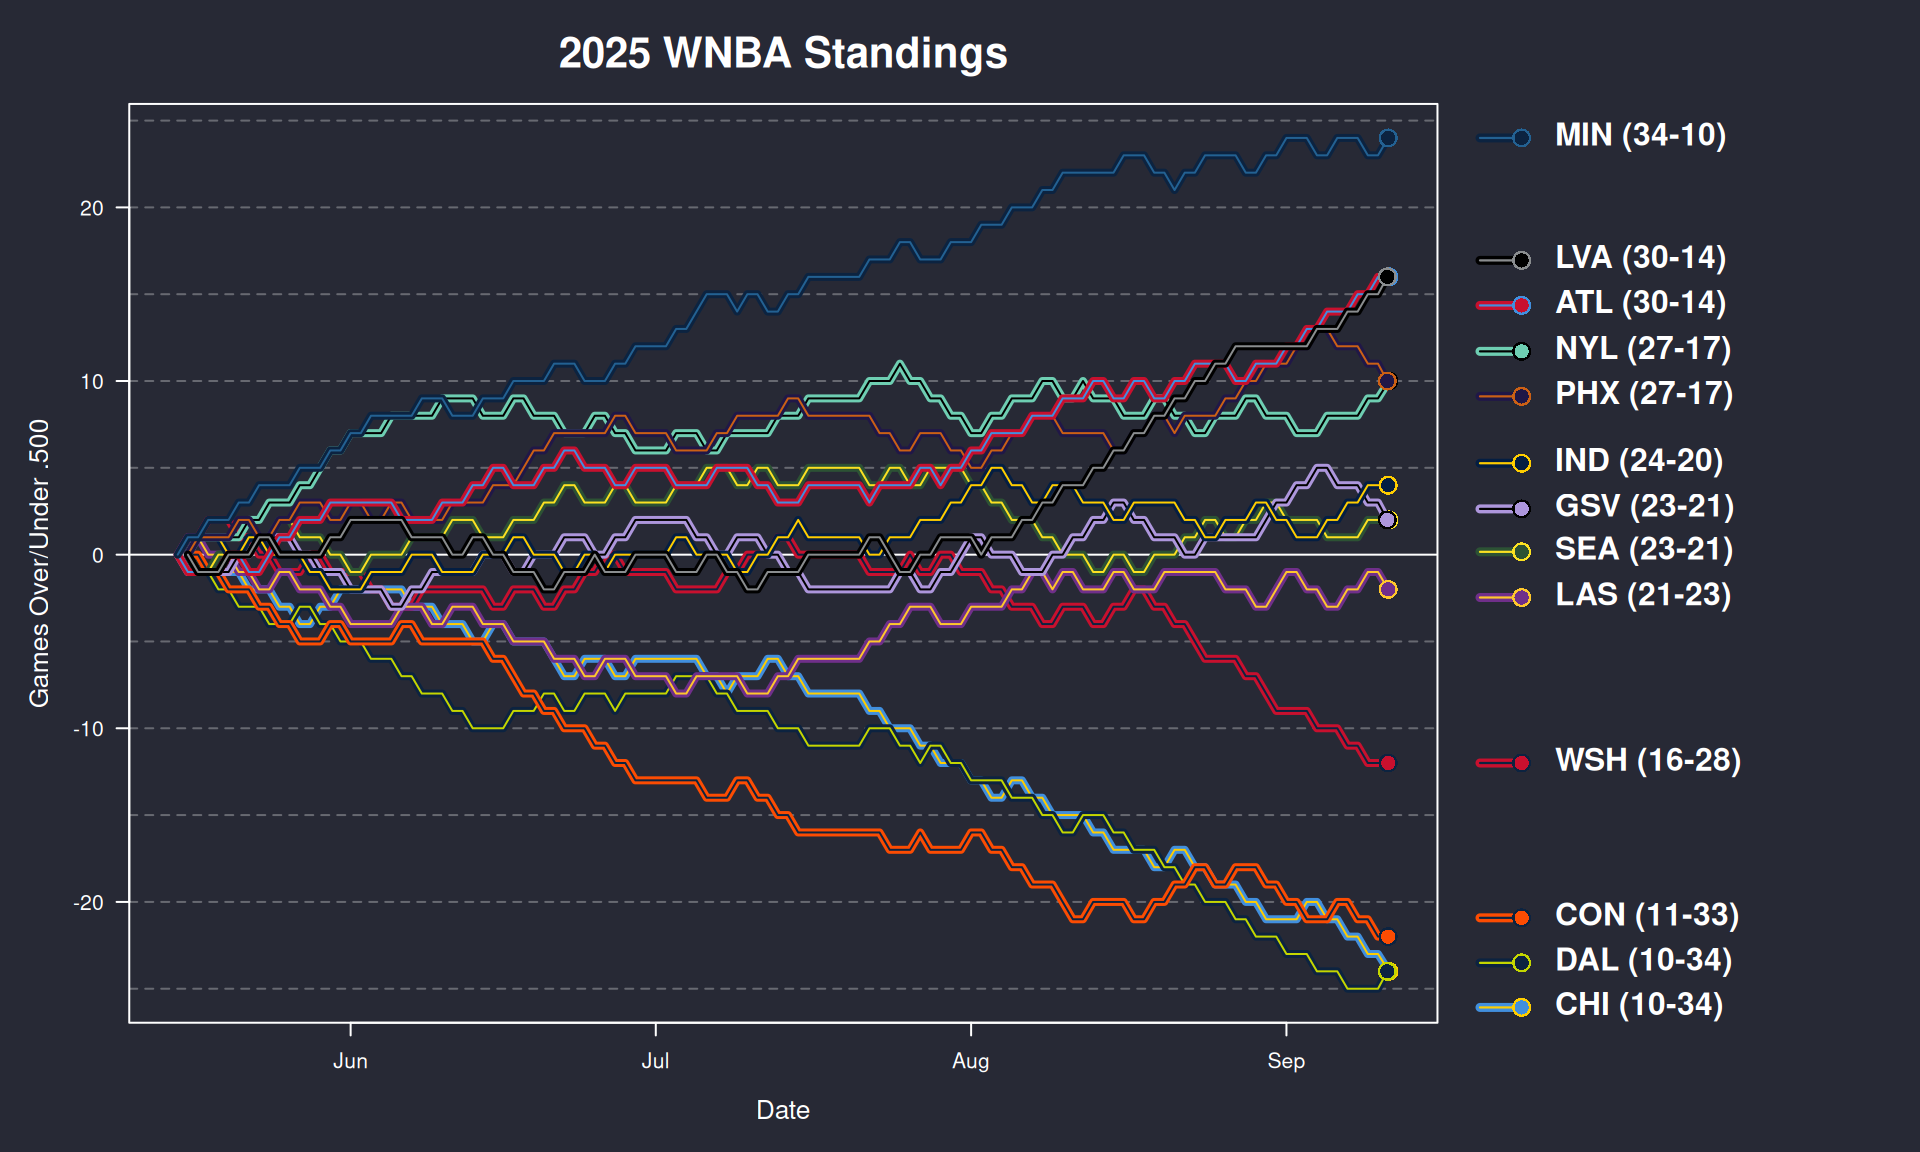 2025 WNBA Standings
Games Over/Under .500
20
10
0
-10
-20
Jun
Jul
Aug
Sep
Date
MIN (34-10)
LVA (30-14)
ATL (30-14)
NYL (27-17)
PHX (27-17)
IND (24-20)
GSV (23-21)
SEA (23-21)
LAS (21-23)
WSH (16-28)
CON (11-33)
DAL (10-34)
CHI (10-34)